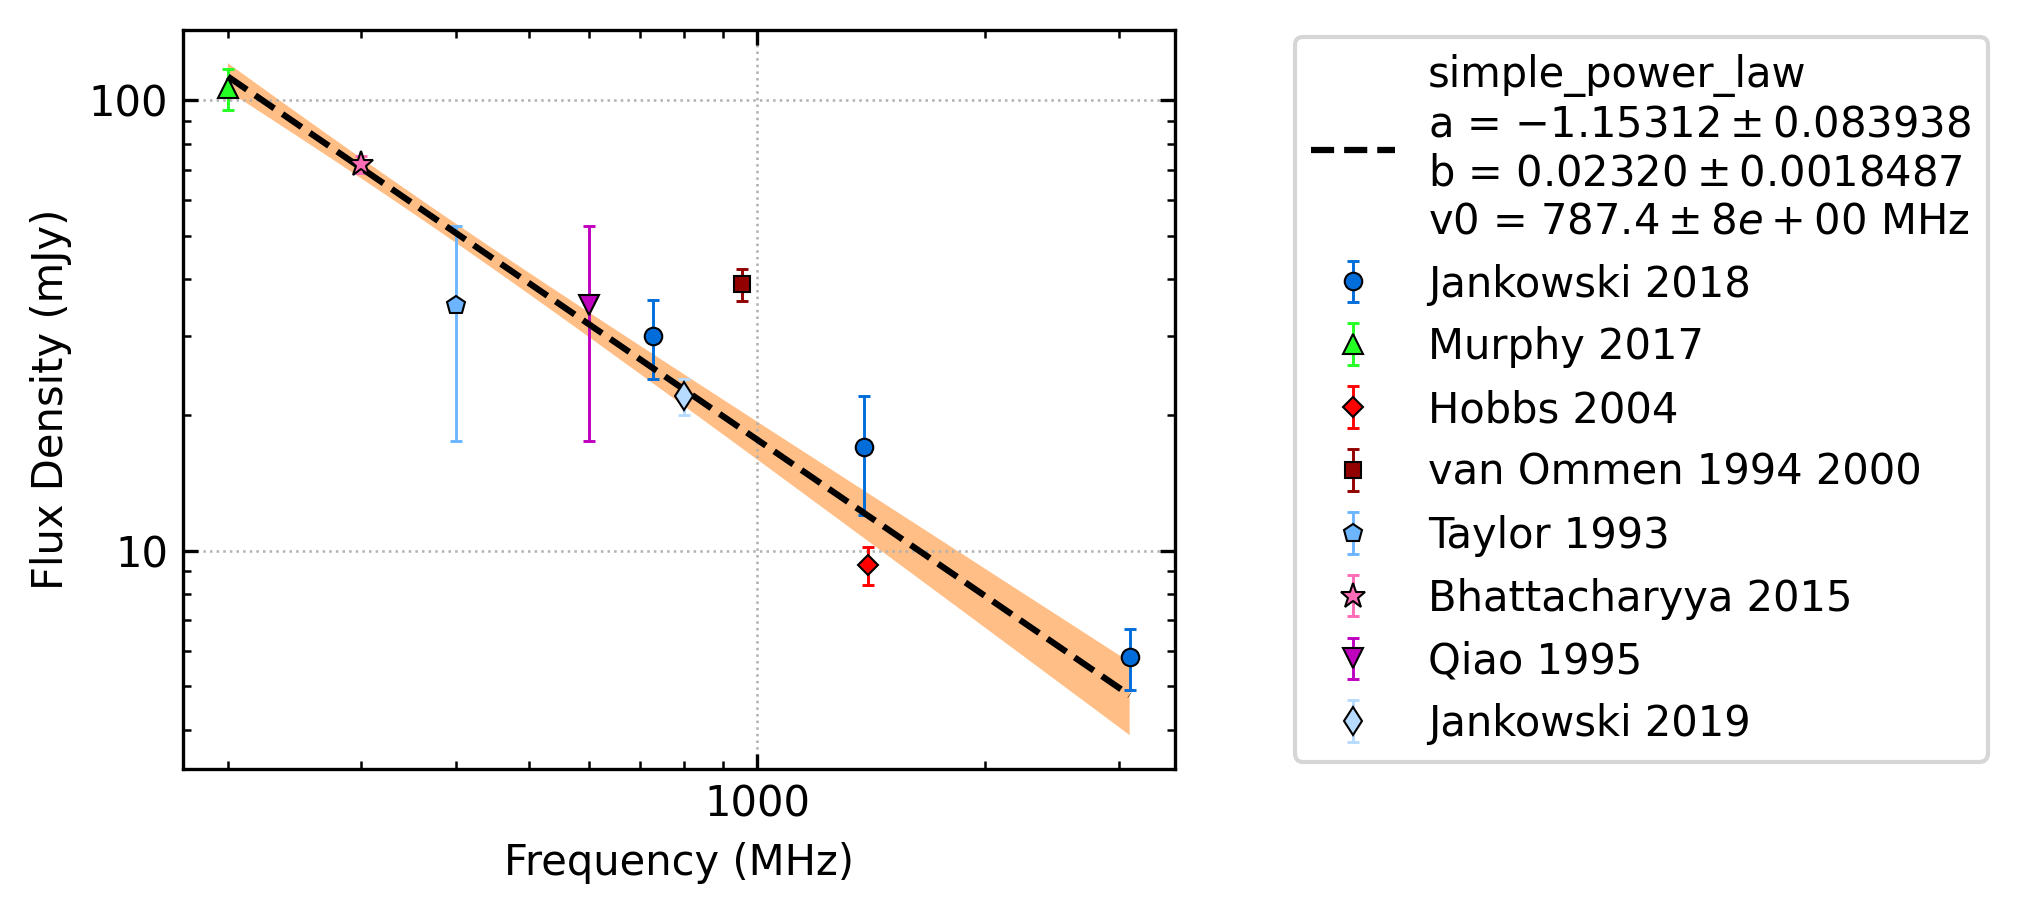 100
10
Flux Density (mJy)
1000
Frequency (MHz)
simple_power_law
a = −1.15312 ± 0.083938
b = 0.02320 ± 0.0018487
v0 = 787.4 ± 8e + 00 MHz
Jankowski 2018
Murphy 2017
Hobbs 2004
van Ommen 1994 2000
Taylor 1993
Bhattacharyya 2015
Qiao 1995
Jankowski 2019